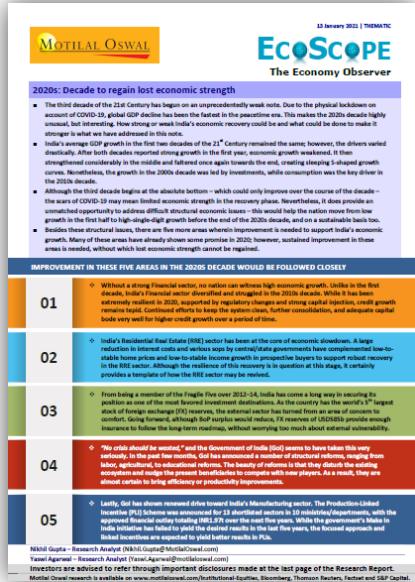 13 January 2021 | THEMATIC
MOTILAL OSWAL
ECOSCOPE
The Economy Observer
2020s: Decade to regain lost economic strength
The third decade of the 21st Century has begun on an unprecedentedly weak note. Due to the physical lockdown on
account of COVID-19, global GDP decline has been the fastest in the peacetime era. This makes the 2020s decade highly
unusual, but interesting. How strong or weak India's economic recovery could be and what could be done to make it
stronger is what we have addressed in this note.
India's average GDP growth in the first two decades of the 21st Century remained the same; however, the drivers varied
drastically. After both decades reported strong growth in the first year, economic growth weakened. It then
strengthened considerably in the middle and faltered once again towards the end, creating sleeping S-shaped growth
curves. Nonetheless, the growth in the 2000s decade was led by investments, while consumption was the key driver in
the 2010s decade.
Although the third decade begins at the absolute bottom – which could only improve over the course of the decade –
the scars of COVID-19 may mean limited economic strength in the recovery phase. Nevertheless, it does provide an
unmatched opportunity to address difficult structural economic issues – this would help the nation move from low
growth in the first half to high-single-digit growth before the end of the 2020s decade, and on a sustainable basis too.
Besides these structural issues, there are five more areas wherein improvement is needed to support India's economic
growth. Many of these areas have already shown some promise in 2020; however, sustained improvement in these
areas is needed, without which lost economic strength cannot be regained.
IMPROVEMENT IN THESE FIVE AREAS IN THE 2020S DECADE WOULD BE FOLLOWED CLOSELY
01
Without a strong Financial sector, no nation can witness high economic growth. Unlike in the first
decade, India's Financial sector diversified and struggled in the 2010s decade. While it has been
extremely resilient in 2020, supported by regulatory changes and strong capital injection, credit growth
remains tepid. Continued efforts to keep the system clean, further consolidation, and adequate capital
bode very well for higher credit growth over a period of time.
02
India's Residential Real Estate (RRE) sector has been at the core of economic slowdown. A large
reduction in interest costs and various sops by central/state governments have complemented low-to-
stable home prices and low-to-stable income growth in prospective buyers to support robust recovery
in the RRE sector. Although the resilience of this recovery is in question at this stage, it certainly
provides a template of how the RRE sector may be revived.
03
From being a member of the Fragile Five over 2012–14, India has come a long way in securing its
position as one of the most favored investment destinations. As the country has the world's 5th largest
stock of foreign exchange (FX) reserves, the external sector has turned from an area of concern to
comfort. Going forward, although BoP surplus would reduce, FX reserves of USD585b provide enough
insurance to follow the long-term roadmap, without worrying too much about external vulnerability.
04
"No crisis should be wasted," and the Government of India (GoI) seems to have taken this very
seriously. In the past few months, GoI has announced a number of structural reforms, ranging from
labor, agricultural, to educational reforms. The beauty of reforms is that they disturb the existing
ecosystem and nudge the present beneficiaries to compete with new players. As a result, they are
almost certain to bring efficiency or productivity improvements.
05
Lastly, GoI has shown renewed drive toward India's Manufacturing sector. The Production-Linked
Incentive (PLI) Scheme was announced for 13 shortlisted sectors in 10 ministries/departments, with the
approved financial outlay totaling INR1.97t over the next five years. While the government's Make in
India initiative has failed to yield the desired results in the last five years, the focused approach and
linked incentives are expected to yield better results in PLIs.
Nikhil Gupta – Research Analyst (Nikhil.Gupta@MotilalOswal.com)
Yaswi Agarwal – Research Analyst (Yaswi.Agarwal@motilaloswal.com)
Investors are advised to refer through important disclosures made at the last page of the Research Report.
Motilal Oswal research is available on www.motilaloswal.com/Institutional-Equities, Bloomberg, Thomson Reuters, Factset and S&P Capital.